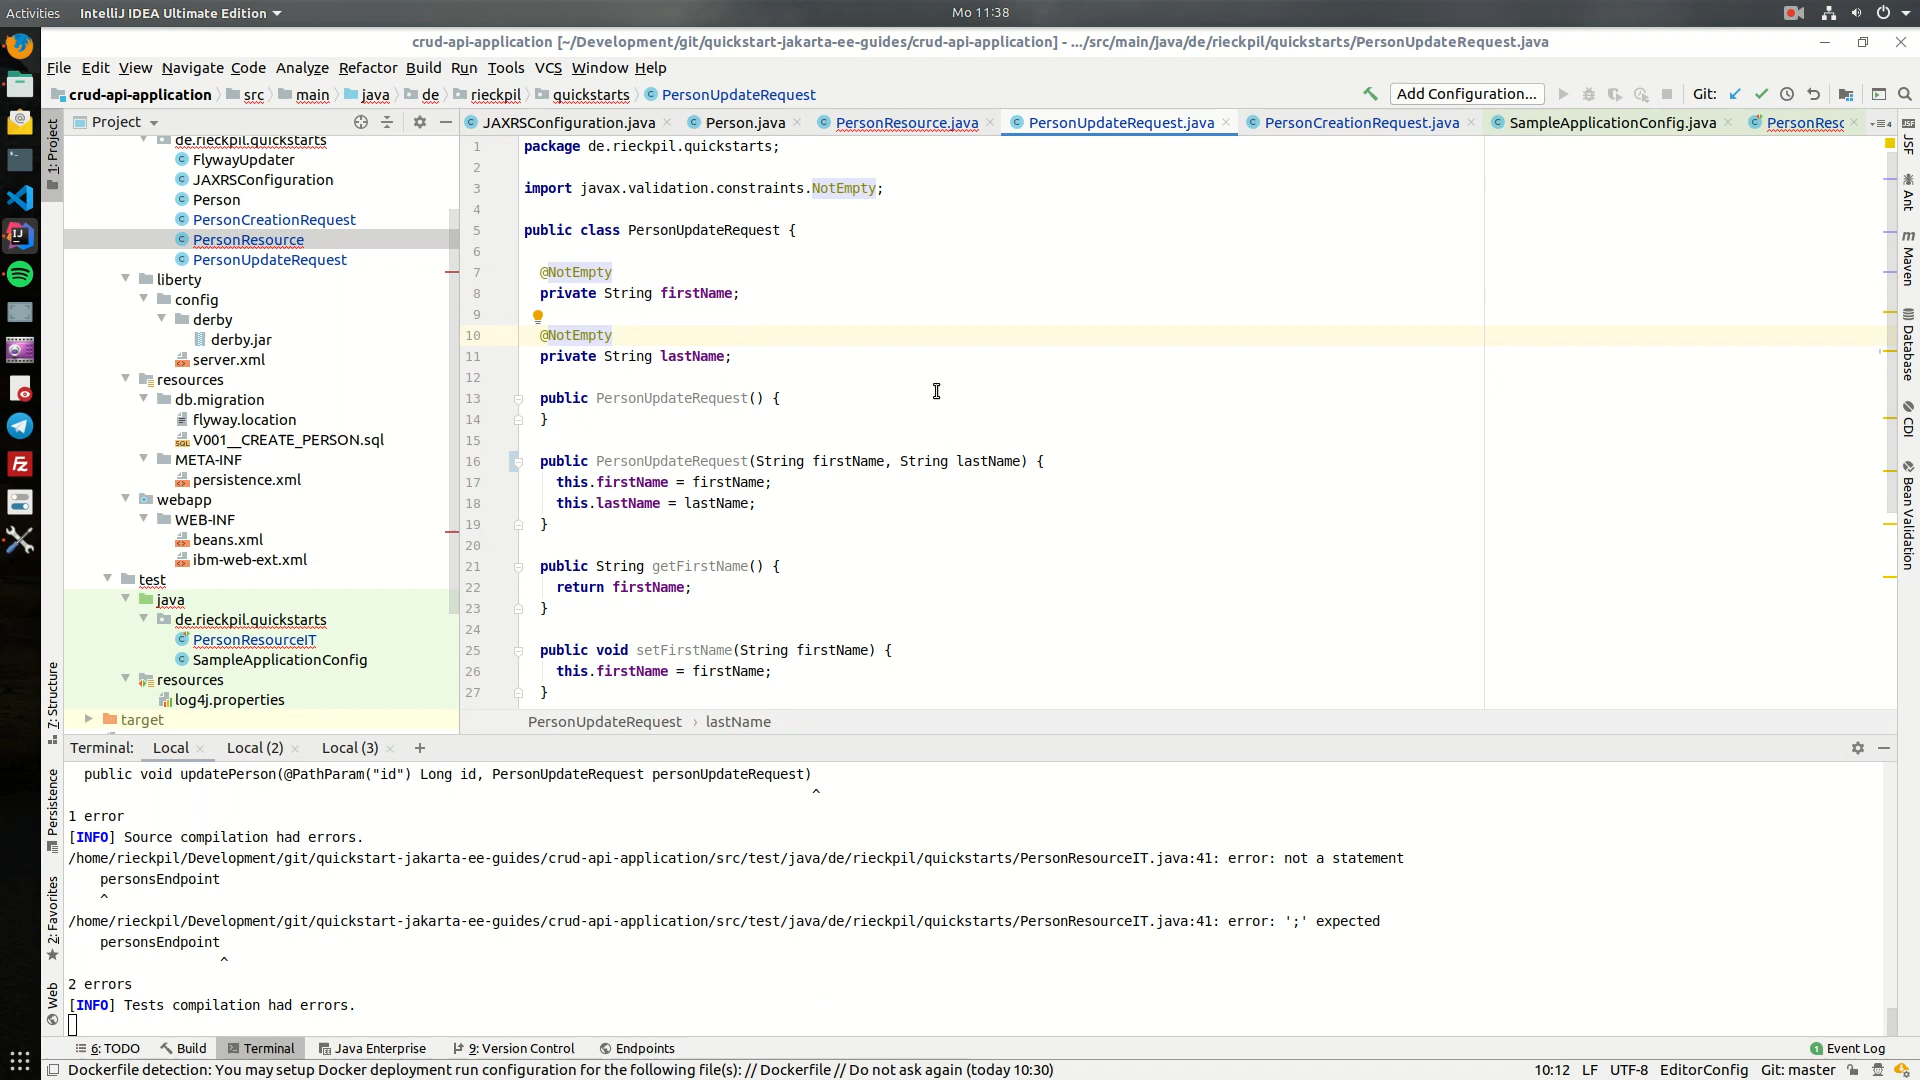 Activities IntelliJ IDEA Ultimate Edition Mo 11:38
crud-api-application [~/Development/git/quickstart-jakarta-ee-guides/crud-api-application] - .../src/main/java/de/rieckpil/quickstarts/PersonUpdateRequest.java
File Edit View Navigate Code Analyze Refactor Build Run Tools VCS Window Help
crud-api-application src main java de rieckpil quickstarts PersonUpdateRequest Add Configuration... Git:
Project JAXRSConfiguration.java Person.java PersonResource.java PersonUpdateRequest.java PersonCreationRequest.java SampleApplicationConfig.java PersonResc
1: Project
7: Structure
Persistence
2: Favorites
Web
de.rieckpil.quickstarts
FlywayUpdater
JAXRSConfiguration
Person
PersonCreationRequest
PersonResource
PersonUpdateRequest
liberty
config
derby
derby.jar
server.xml
resources
db.migration
flyway.location
V001__CREATE_PERSON.sql
META-INF
persistence.xml
webapp
WEB-INF
beans.xml
ibm-web-ext.xml
test
java
de.rieckpil.quickstarts
PersonResourceIT
SampleApplicationConfig
resources
log4j.properties
target
1 package de.rieckpil.quickstarts;
2
3 import javax.validation.constraints.NotEmpty;
4
5 public class PersonUpdateRequest {
6
7 @NotEmpty
8 private String firstName;
9
10 @NotEmpty
11 private String lastName;
12
13 public PersonUpdateRequest() {
14 }
15
16 public PersonUpdateRequest(String firstName, String lastName) {
17 this.firstName = firstName;
18 this.lastName = lastName;
19 }
20
21 public String getFirstName() {
22 return firstName;
23 }
24
25 public void setFirstName(String firstName) {
26 this.firstName = firstName;
27 }
PersonUpdateRequest › lastName
JSF
Ant
Maven
Database
CDI
Bean Validation
Terminal: Local Local (2) Local (3) +
public void updatePerson(@PathParam("id") Long id, PersonUpdateRequest personUpdateRequest)
^
1 error
[INFO] Source compilation had errors.
/home/rieckpil/Development/git/quickstart-jakarta-ee-guides/crud-api-application/src/test/java/de/rieckpil/quickstarts/PersonResourceIT.java:41: error: not a statement
personsEndpoint
^
/home/rieckpil/Development/git/quickstart-jakarta-ee-guides/crud-api-application/src/test/java/de/rieckpil/quickstarts/PersonResourceIT.java:41: error: ';' expected
personsEndpoint
^
2 errors
[INFO] Tests compilation had errors.
6: TODO Build Terminal Java Enterprise 9: Version Control Endpoints 1 Event Log
Dockerfile detection: You may setup Docker deployment run configuration for the following file(s): // Dockerfile // Do not ask again (today 10:30) 10:12 LF UTF-8 EditorConfig Git: master